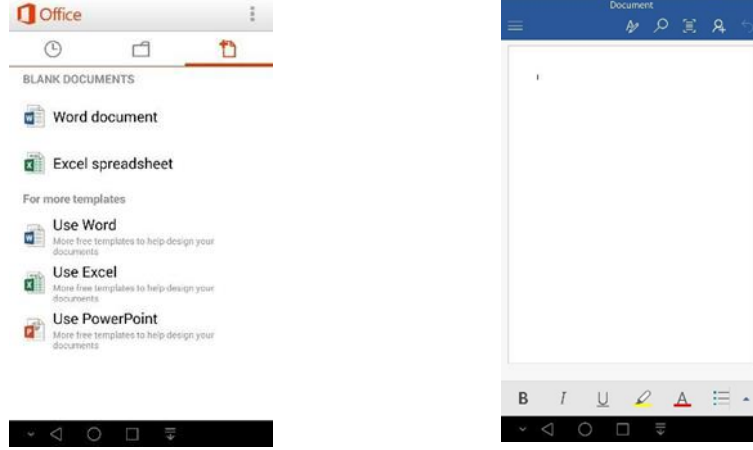 Office
BLANK DOCUMENTS
Word document
Excel spreadsheet
For more templates
Use Word
More free templates to help design your
documents
Use Excel
More free templates to help design your
documents
Use PowerPoint
More free templates to help design your
documents
Document
B I U A